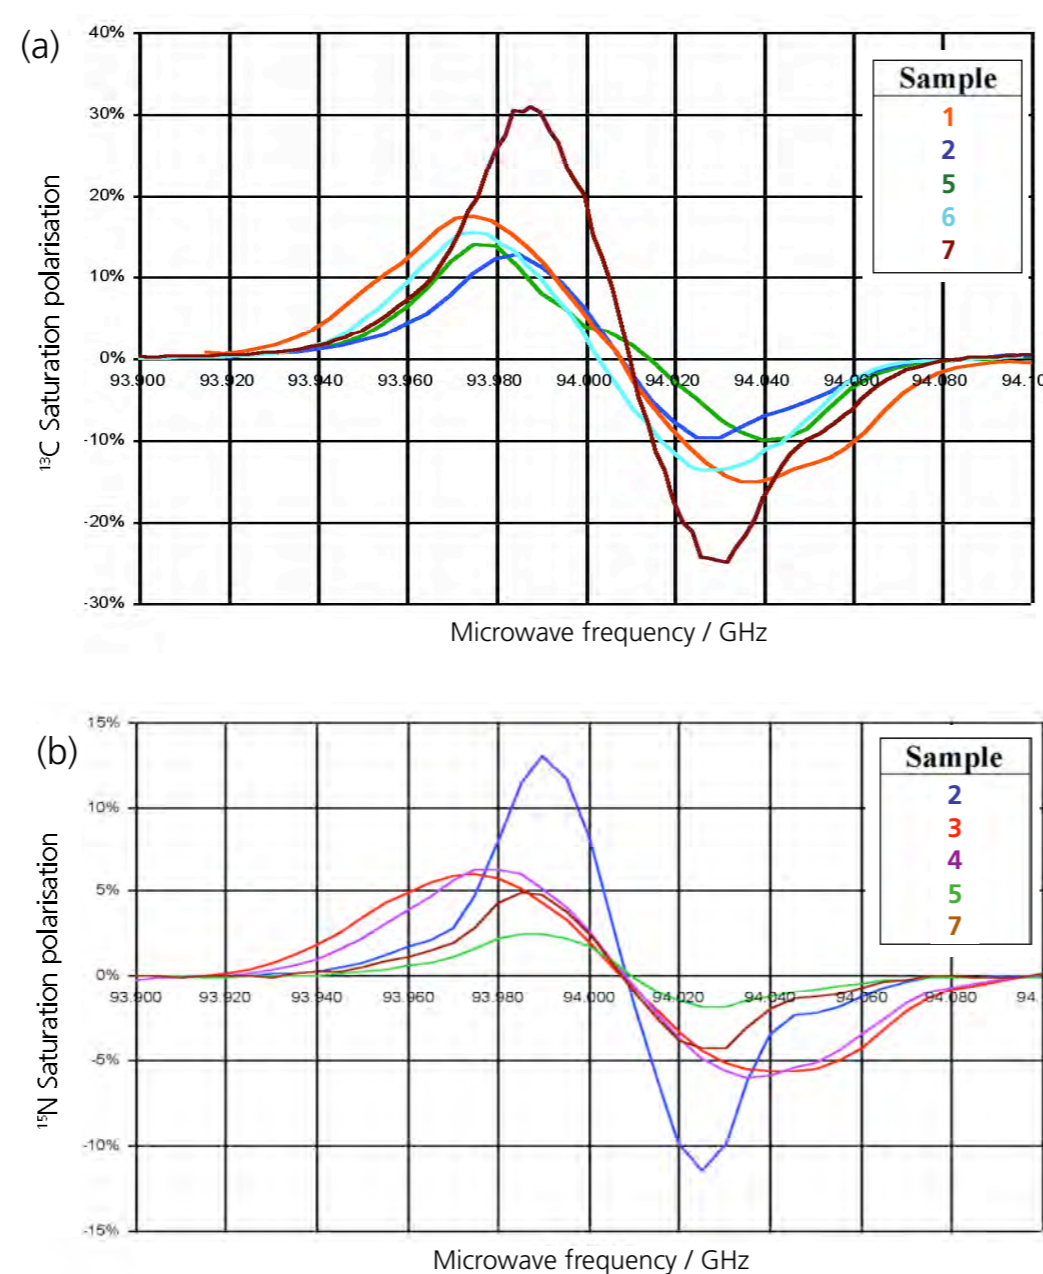 (a)
40%
30%
20%
10%
0%
-10%
-20%
-30%
¹³C Saturation polarisation
93.900 93.920 93.940 93.960 93.980 94.000 94.020 94.040 94.060 94.080 94.10
Microwave frequency / GHz
Sample
1
2
5
6
7
(b)
15%
10%
5%
0%
-5%
-10%
-15%
¹⁵N Saturation polarisation
93.900 93.920 93.940 93.960 93.980 94.000 94.020 94.040 94.060 94.080 94.
Microwave frequency / GHz
Sample
2
3
4
5
7